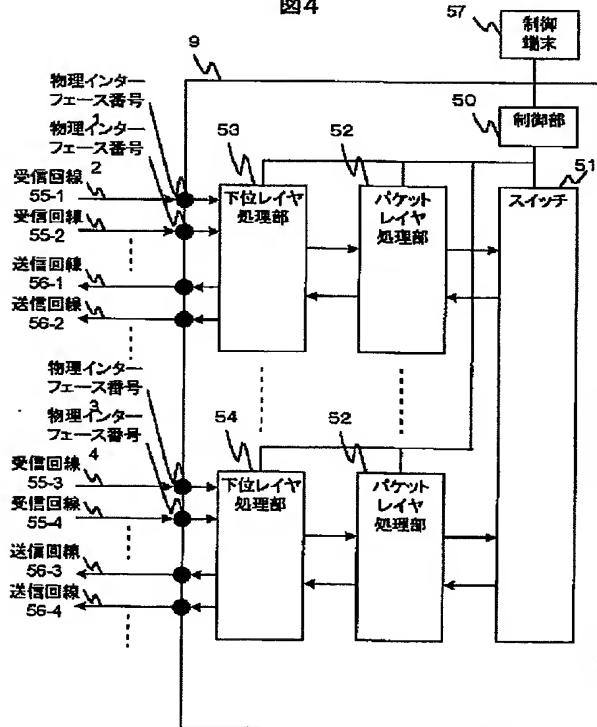 図4
57
制御
端末
9
物理インター
フェース番号
1
物理インター
フェース番号
2
50
制御部
53
52
51
受信回線
55-1
受信回線
55-2
下位レイヤ
処理部
パケット
レイヤ
処理部
スイッチ
送信回線
56-1
送信回線
56-2
物理インター
フェース番号
3
物理インター
フェース番号
4
54
52
受信回線
55-3
受信回線
55-4
下位レイヤ
処理部
パケット
レイヤ
処理部
送信回線
56-3
送信回線
56-4